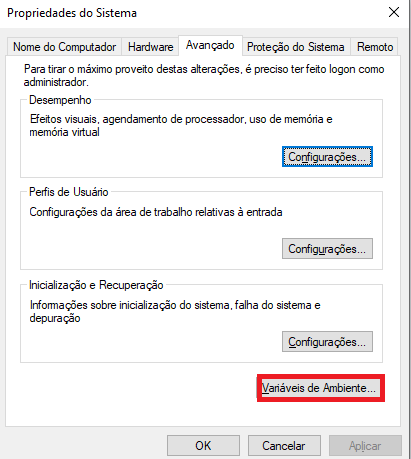 Propriedades do Sistema
Nome do Computador Hardware Avançado Proteção do Sistema Remoto
Para tirar o máximo proveito destas alterações, é preciso ter feito logon como
administrador.
Desempenho
Efeitos visuais, agendamento de processador, uso de memória e
memória virtual
Configurações...
Perfis de Usuário
Configurações da área de trabalho relativas à entrada
Configurações...
Inicialização e Recuperação
Informações sobre inicialização do sistema, falha do sistema e
depuração
Configurações...
Variáveis de Ambiente...
OK Cancelar Aplicar